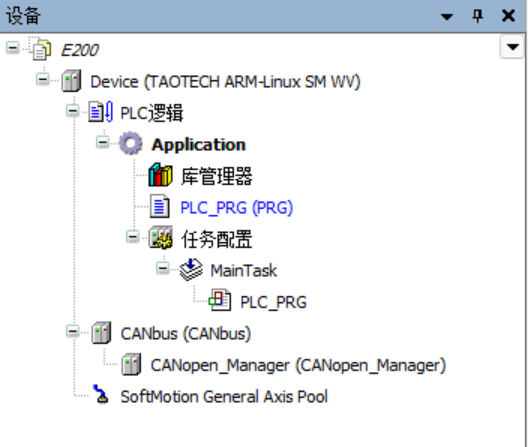 设备
E200
Device (TAOTECH ARM-Linux SM WV)
PLC逻辑
Application
库管理器
PLC_PRG (PRG)
任务配置
MainTask
PLC_PRG
CANbus (CANbus)
CANopen_Manager (CANopen_Manager)
SoftMotion General Axis Pool